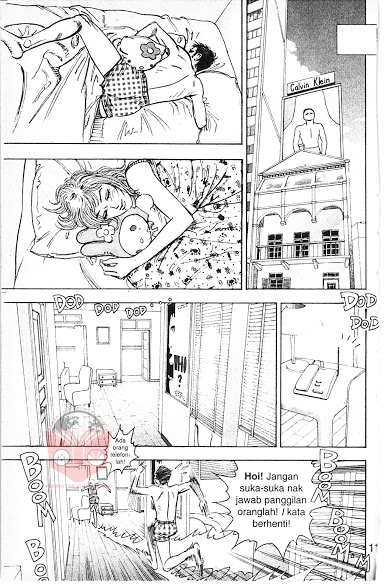 Calvin Klein
DOD
DOD
DOD
DOD
DOD
WHO
?
Ada
orang
telefon-
lah!
Hoi! Jangan
suka-suka nak
jawab panggilan
oranglah! I kata
berhenti!
BOOM
BOOM
BOOM
BOOM
11